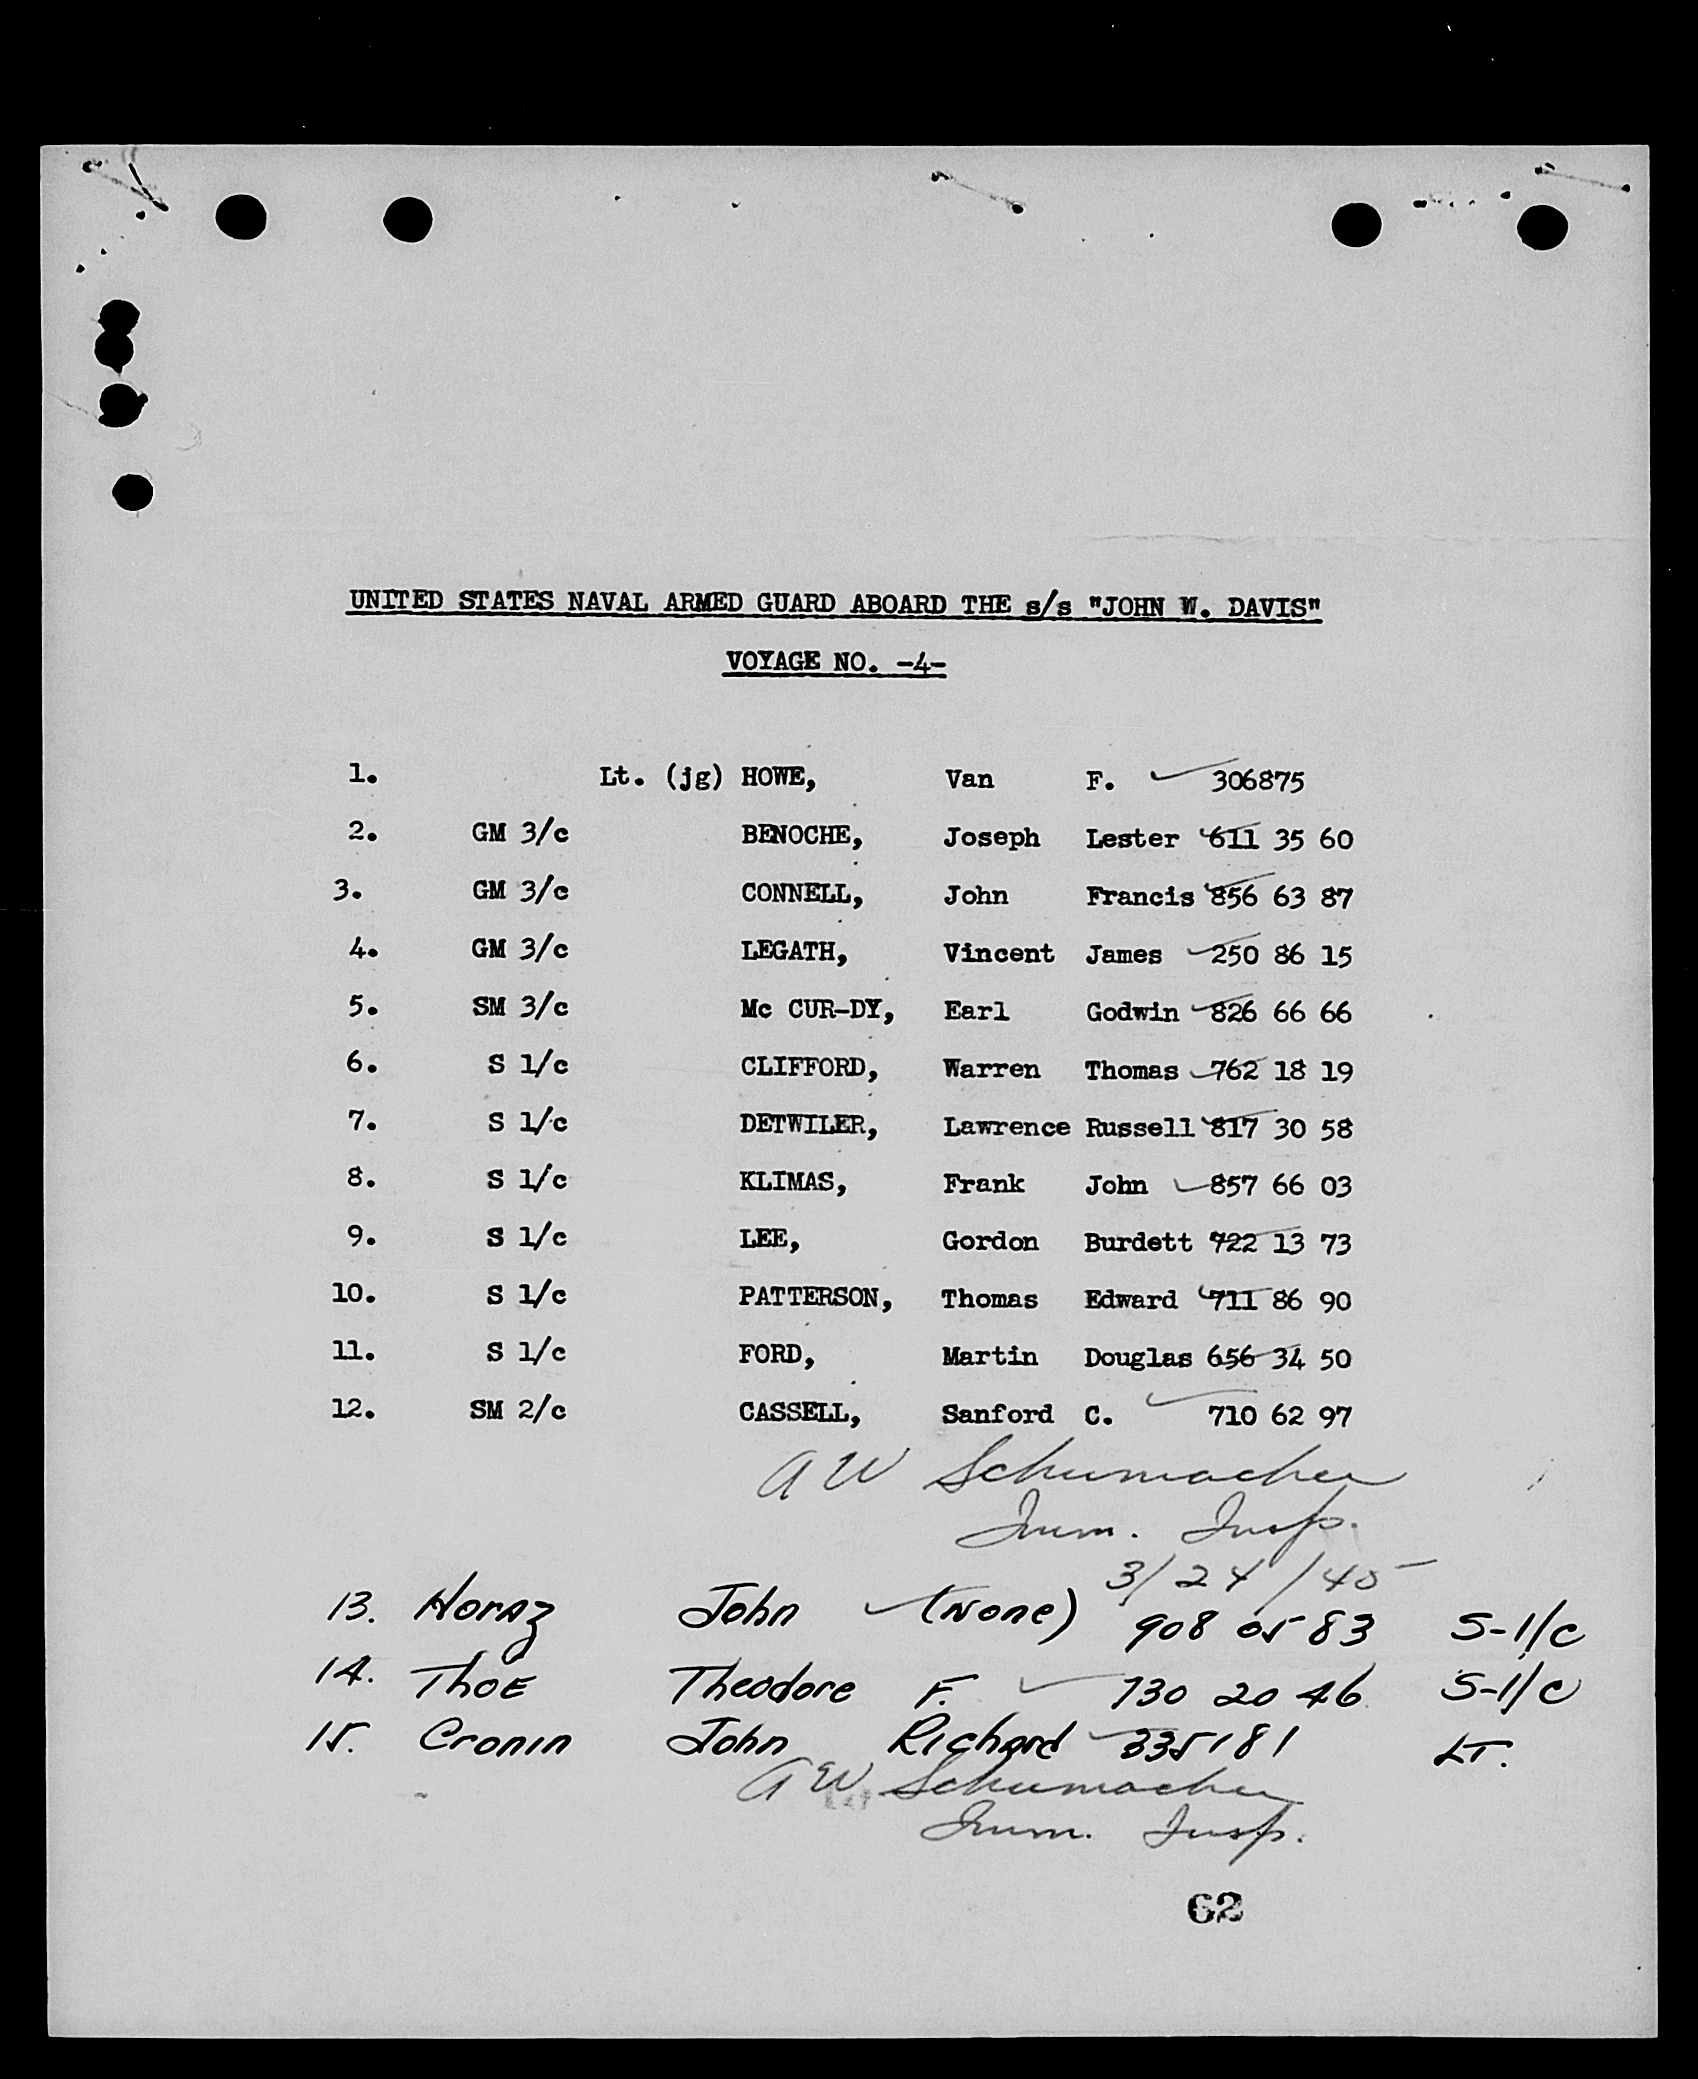 UNITED STATES NAVAL ARMED GUARD ABOARD THE s/s "JOHN W. DAVIS"
VOYAGE NO. -4-
1. Lt. (jg) HOWE, Van F. ✓ 306875
2. GM 3/c BENOCHE, Joseph Lester ✓ 611 35 60
3. GM 3/c CONNELL, John Francis ✓ 856 63 87
4. GM 3/c LEGATH, Vincent James ✓ 250 86 15
5. SM 3/c Mc CUR-DY, Earl Godwin ✓ 826 66 66
6. S 1/c CLIFFORD, Warren Thomas ✓ 762 18 19
7. S 1/c DETWILER, Lawrence Russell ✓ 817 30 58
8. S 1/c KLIMAS, Frank John ✓ 857 66 03
9. S 1/c LEE, Gordon Burdett ✓ 722 13 73
10. S 1/c PATTERSON, Thomas Edward ✓ 711 86 90
11. S 1/c FORD, Martin Douglas ✓ 656 34 50
12. SM 2/c CASSELL, Sanford C. ✓ 710 62 97
A W Schumacher
Imm. Insp.
3/24/45
13. Horaz John ✓ (None) 908 05 83 S-1/c
14. Thoe Theodore F. ✓ 730 20 46 S-1/c
15. Cronin John Richard ✓ 335181 LT.
A W Schumacher
Imm. Insp.
62